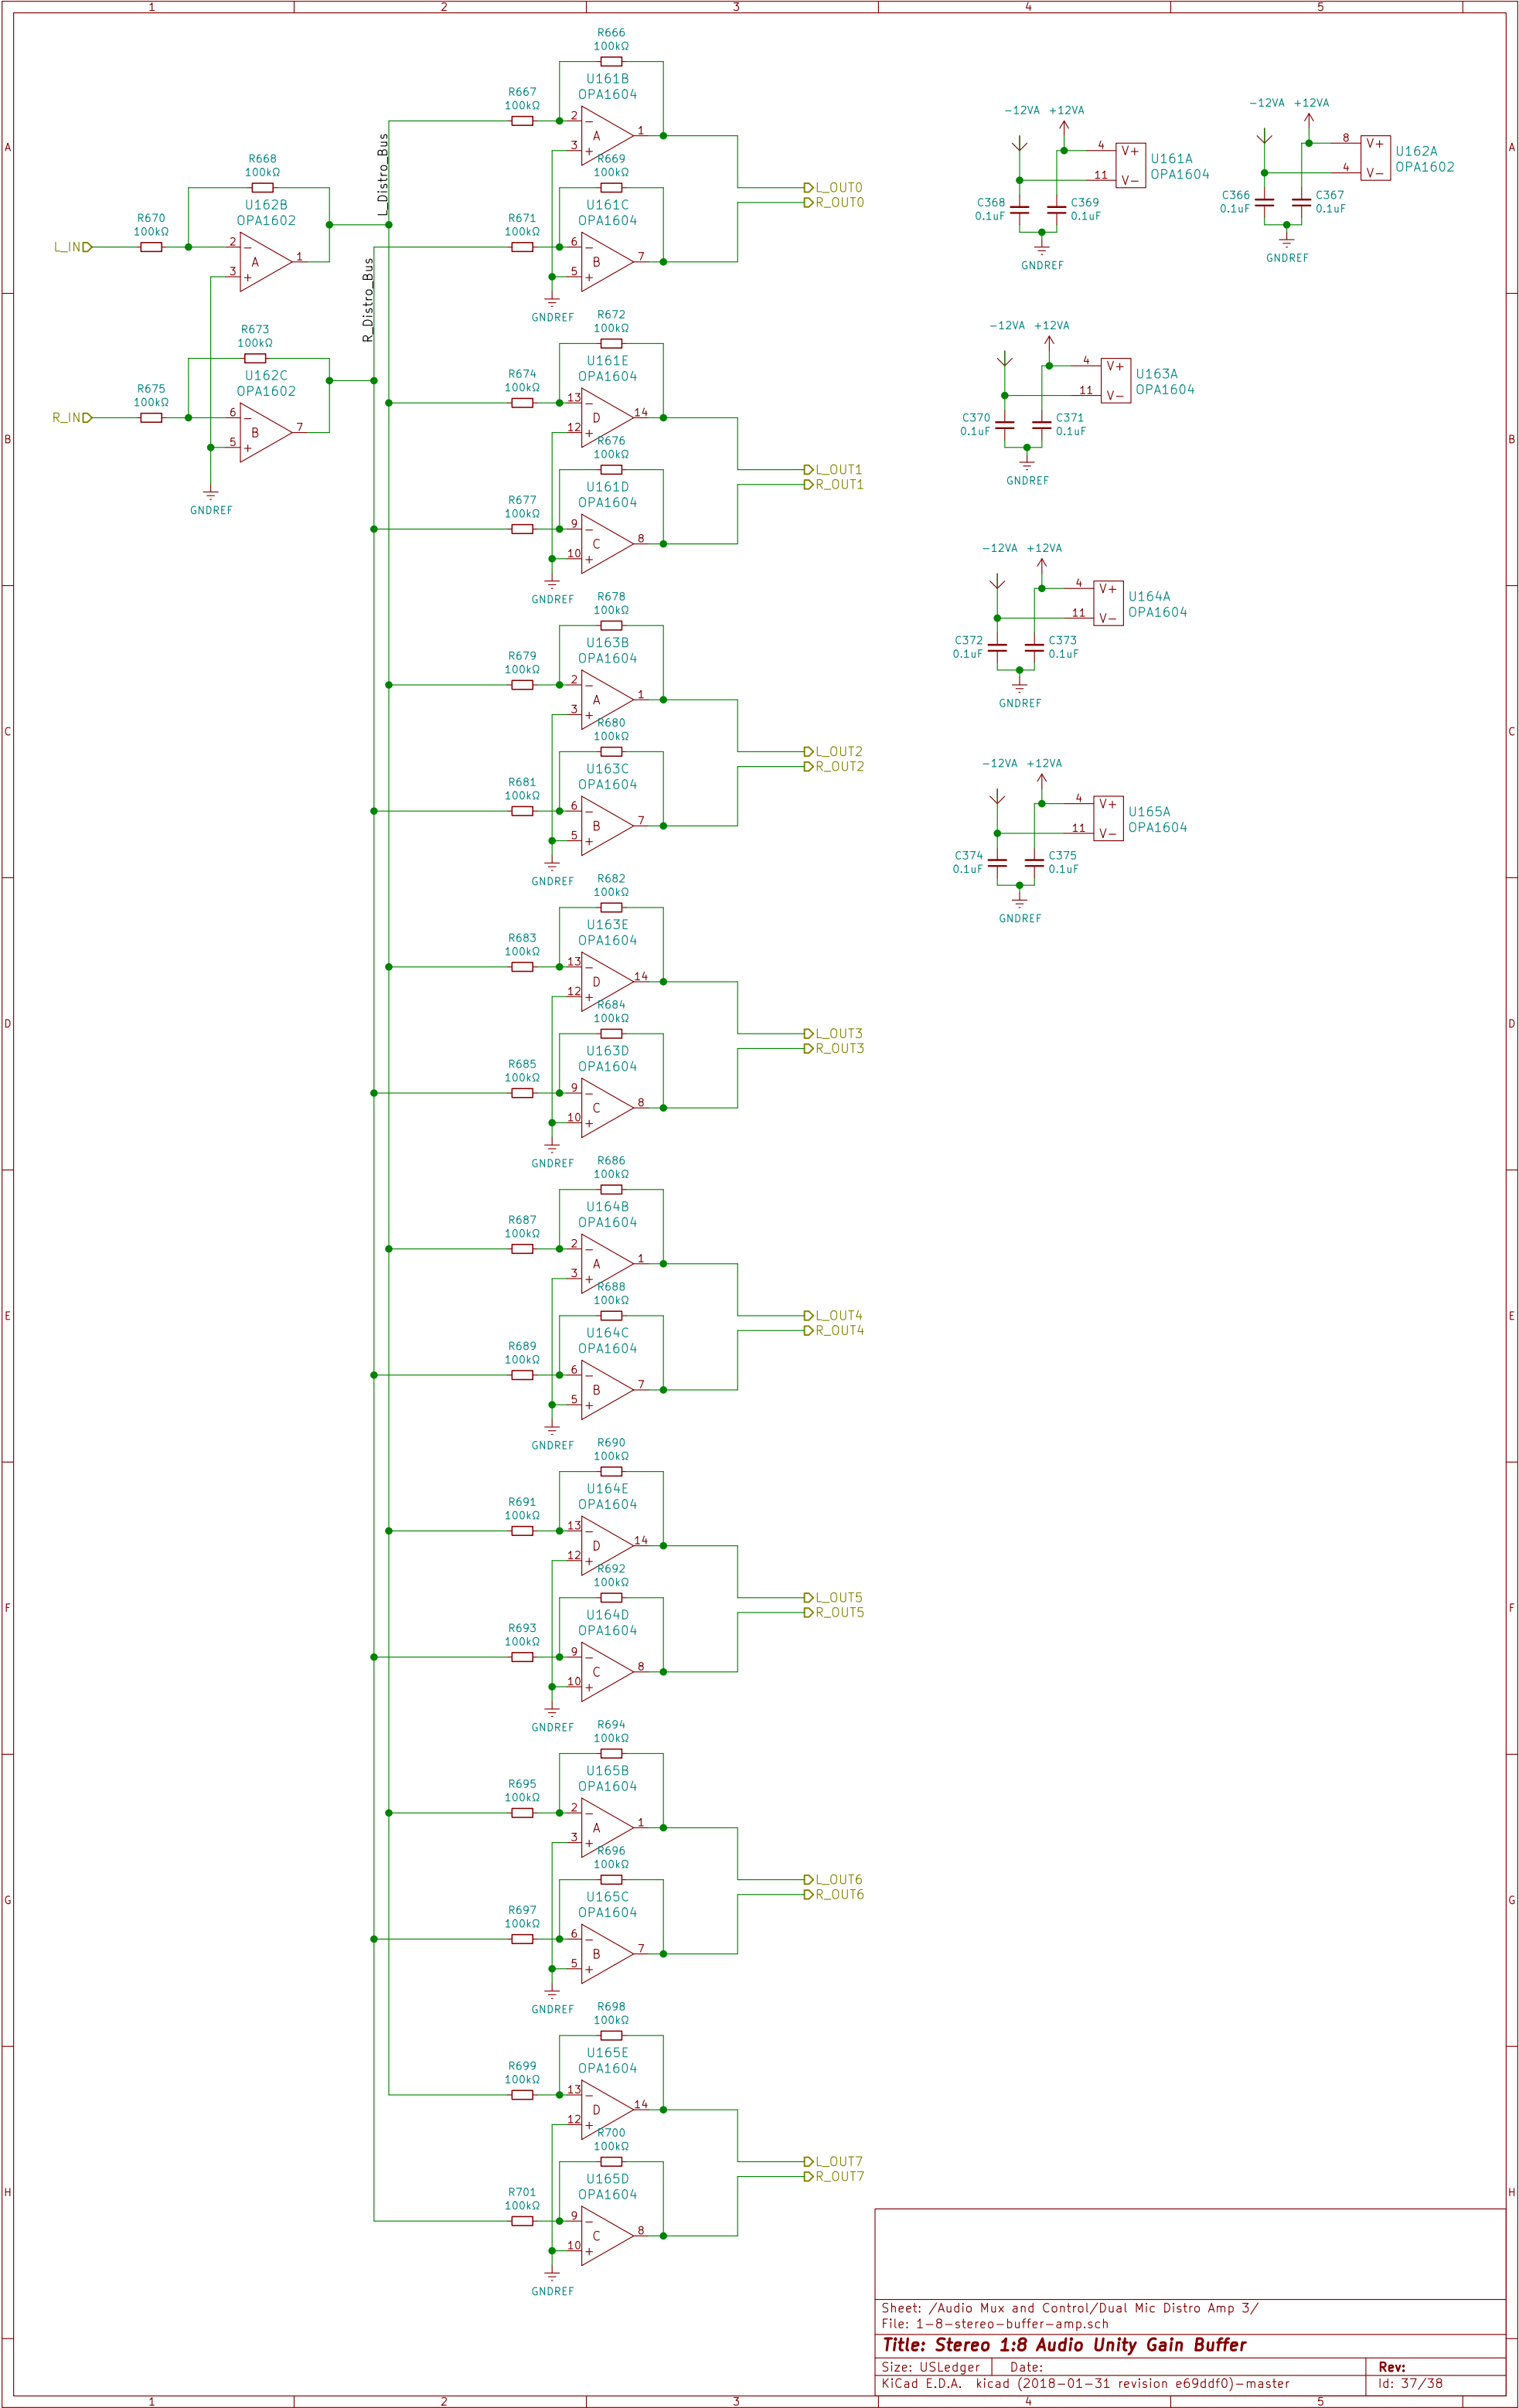 1
2
3
4
5
A
B
C
D
E
F
G
H
A
B
C
D
E
F
G
H
1
2
3
4
5
L_IN
R670
100kΩ
R668
100kΩ
U162B
OPA1602
2
3
A
1
R_IN
R675
100kΩ
R673
100kΩ
U162C
OPA1602
6
5
B
7
GNDREF
L_Distro_Bus
R_Distro_Bus
R666
100kΩ
U161B
OPA1604
R667
100kΩ
2
3
A
1
R669
100kΩ
U161C
OPA1604
R671
100kΩ
6
5
B
7
GNDREF
L_OUT0
R_OUT0
R672
100kΩ
U161E
OPA1604
R674
100kΩ
13
12
D
14
R676
100kΩ
U161D
OPA1604
R677
100kΩ
9
10
C
8
GNDREF
L_OUT1
R_OUT1
R678
100kΩ
U163B
OPA1604
R679
100kΩ
2
3
A
1
R680
100kΩ
U163C
OPA1604
R681
100kΩ
6
5
B
7
GNDREF
L_OUT2
R_OUT2
R682
100kΩ
U163E
OPA1604
R683
100kΩ
13
12
D
14
R684
100kΩ
U163D
OPA1604
R685
100kΩ
9
10
C
8
GNDREF
L_OUT3
R_OUT3
R686
100kΩ
U164B
OPA1604
R687
100kΩ
2
3
A
1
R688
100kΩ
U164C
OPA1604
R689
100kΩ
6
5
B
7
GNDREF
L_OUT4
R_OUT4
R690
100kΩ
U164E
OPA1604
R691
100kΩ
13
12
D
14
R692
100kΩ
U164D
OPA1604
R693
100kΩ
9
10
C
8
GNDREF
L_OUT5
R_OUT5
R694
100kΩ
U165B
OPA1604
R695
100kΩ
2
3
A
1
R696
100kΩ
U165C
OPA1604
R697
100kΩ
6
5
B
7
GNDREF
L_OUT6
R_OUT6
R698
100kΩ
U165E
OPA1604
R699
100kΩ
13
12
D
14
R700
100kΩ
U165D
OPA1604
R701
100kΩ
9
10
C
8
GNDREF
L_OUT7
R_OUT7
-12VA +12VA
4 V+
11 V-
U161A
OPA1604
C368
0.1uF
C369
0.1uF
GNDREF
-12VA +12VA
8 V+
4 V-
U162A
OPA1602
C366
0.1uF
C367
0.1uF
GNDREF
-12VA +12VA
4 V+
11 V-
U163A
OPA1604
C370
0.1uF
C371
0.1uF
GNDREF
-12VA +12VA
4 V+
11 V-
U164A
OPA1604
C372
0.1uF
C373
0.1uF
GNDREF
-12VA +12VA
4 V+
11 V-
U165A
OPA1604
C374
0.1uF
C375
0.1uF
GNDREF
Sheet: /Audio Mux and Control/Dual Mic Distro Amp 3/
File: 1-8-stereo-buffer-amp.sch
Title: Stereo 1:8 Audio Unity Gain Buffer
Size: USLedger Date: Rev:
KiCad E.D.A. kicad (2018-01-31 revision e69ddf0)-master Id: 37/38